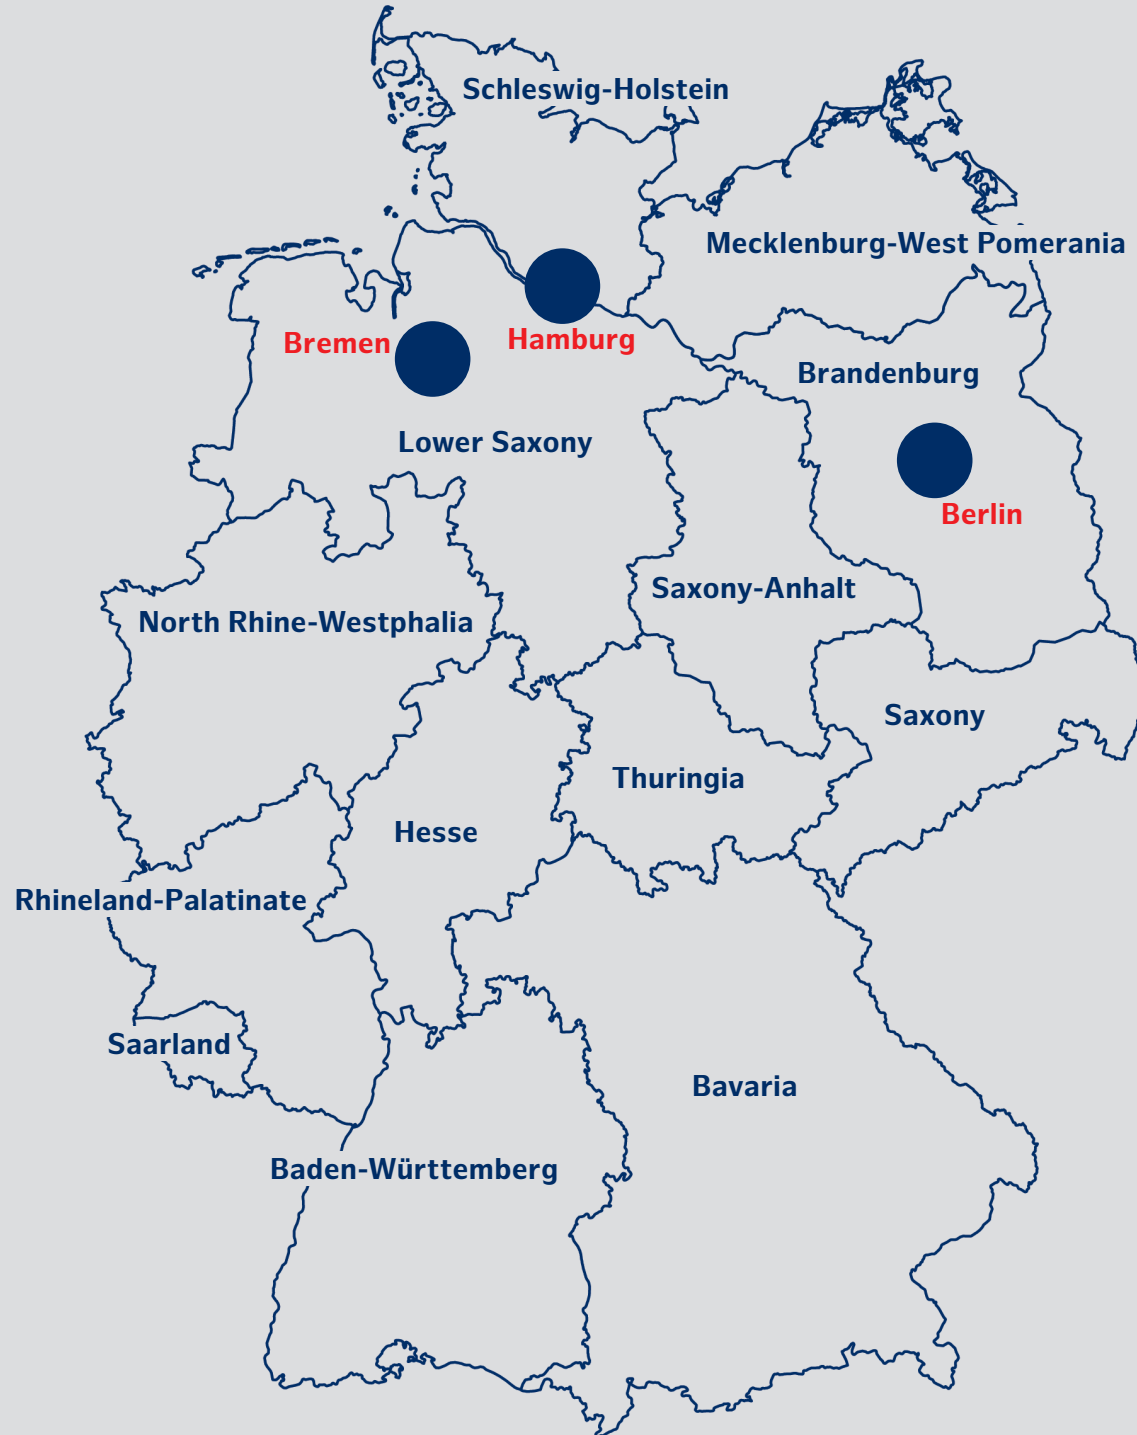 Schleswig-Holstein
Mecklenburg-West Pomerania
Hamburg
Bremen
Brandenburg
Lower Saxony
Berlin
Saxony-Anhalt
North Rhine-Westphalia
Saxony
Thuringia
Hesse
Rhineland-Palatinate
Saarland
Bavaria
Baden-Württemberg